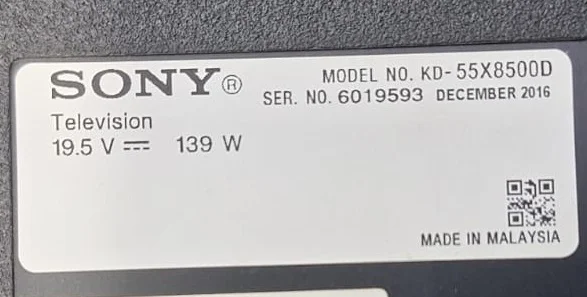 SONY®
MODEL NO. KD-55X8500D
SER. NO. 6019593 DECEMBER 2016
Television
19.5 V ⎓ 139 W
MADE IN MALAYSIA